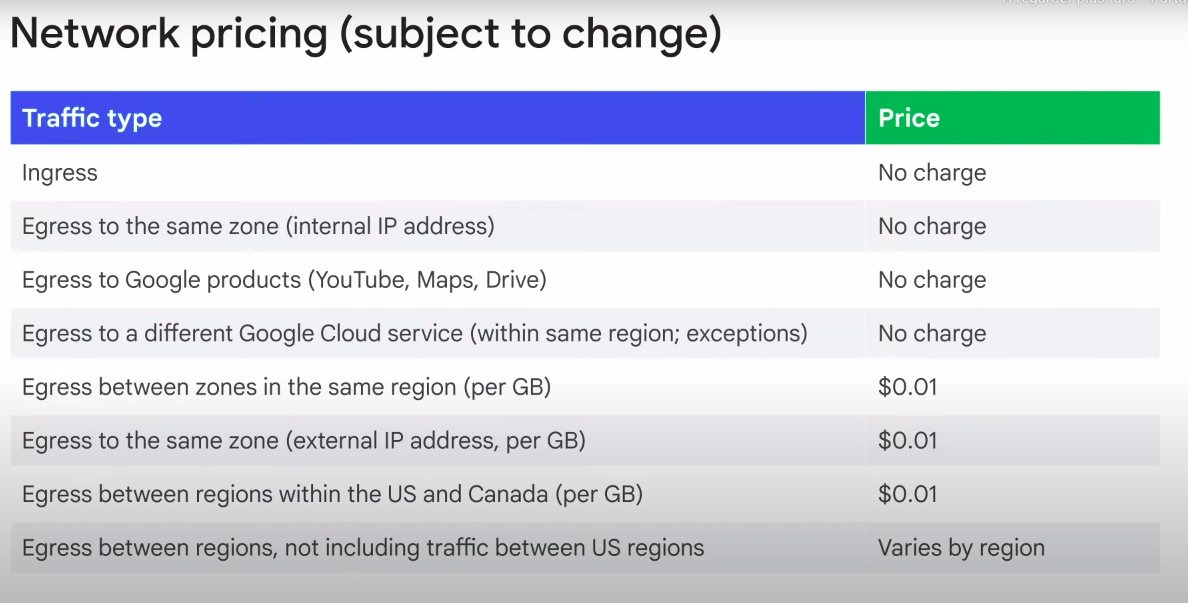 Network pricing (subject to change)
Traffic type Price
Ingress No charge
Egress to the same zone (internal IP address) No charge
Egress to Google products (YouTube, Maps, Drive) No charge
Egress to a different Google Cloud service (within same region; exceptions) No charge
Egress between zones in the same region (per GB) $0.01
Egress to the same zone (external IP address, per GB) $0.01
Egress between regions within the US and Canada (per GB) $0.01
Egress between regions, not including traffic between US regions Varies by region